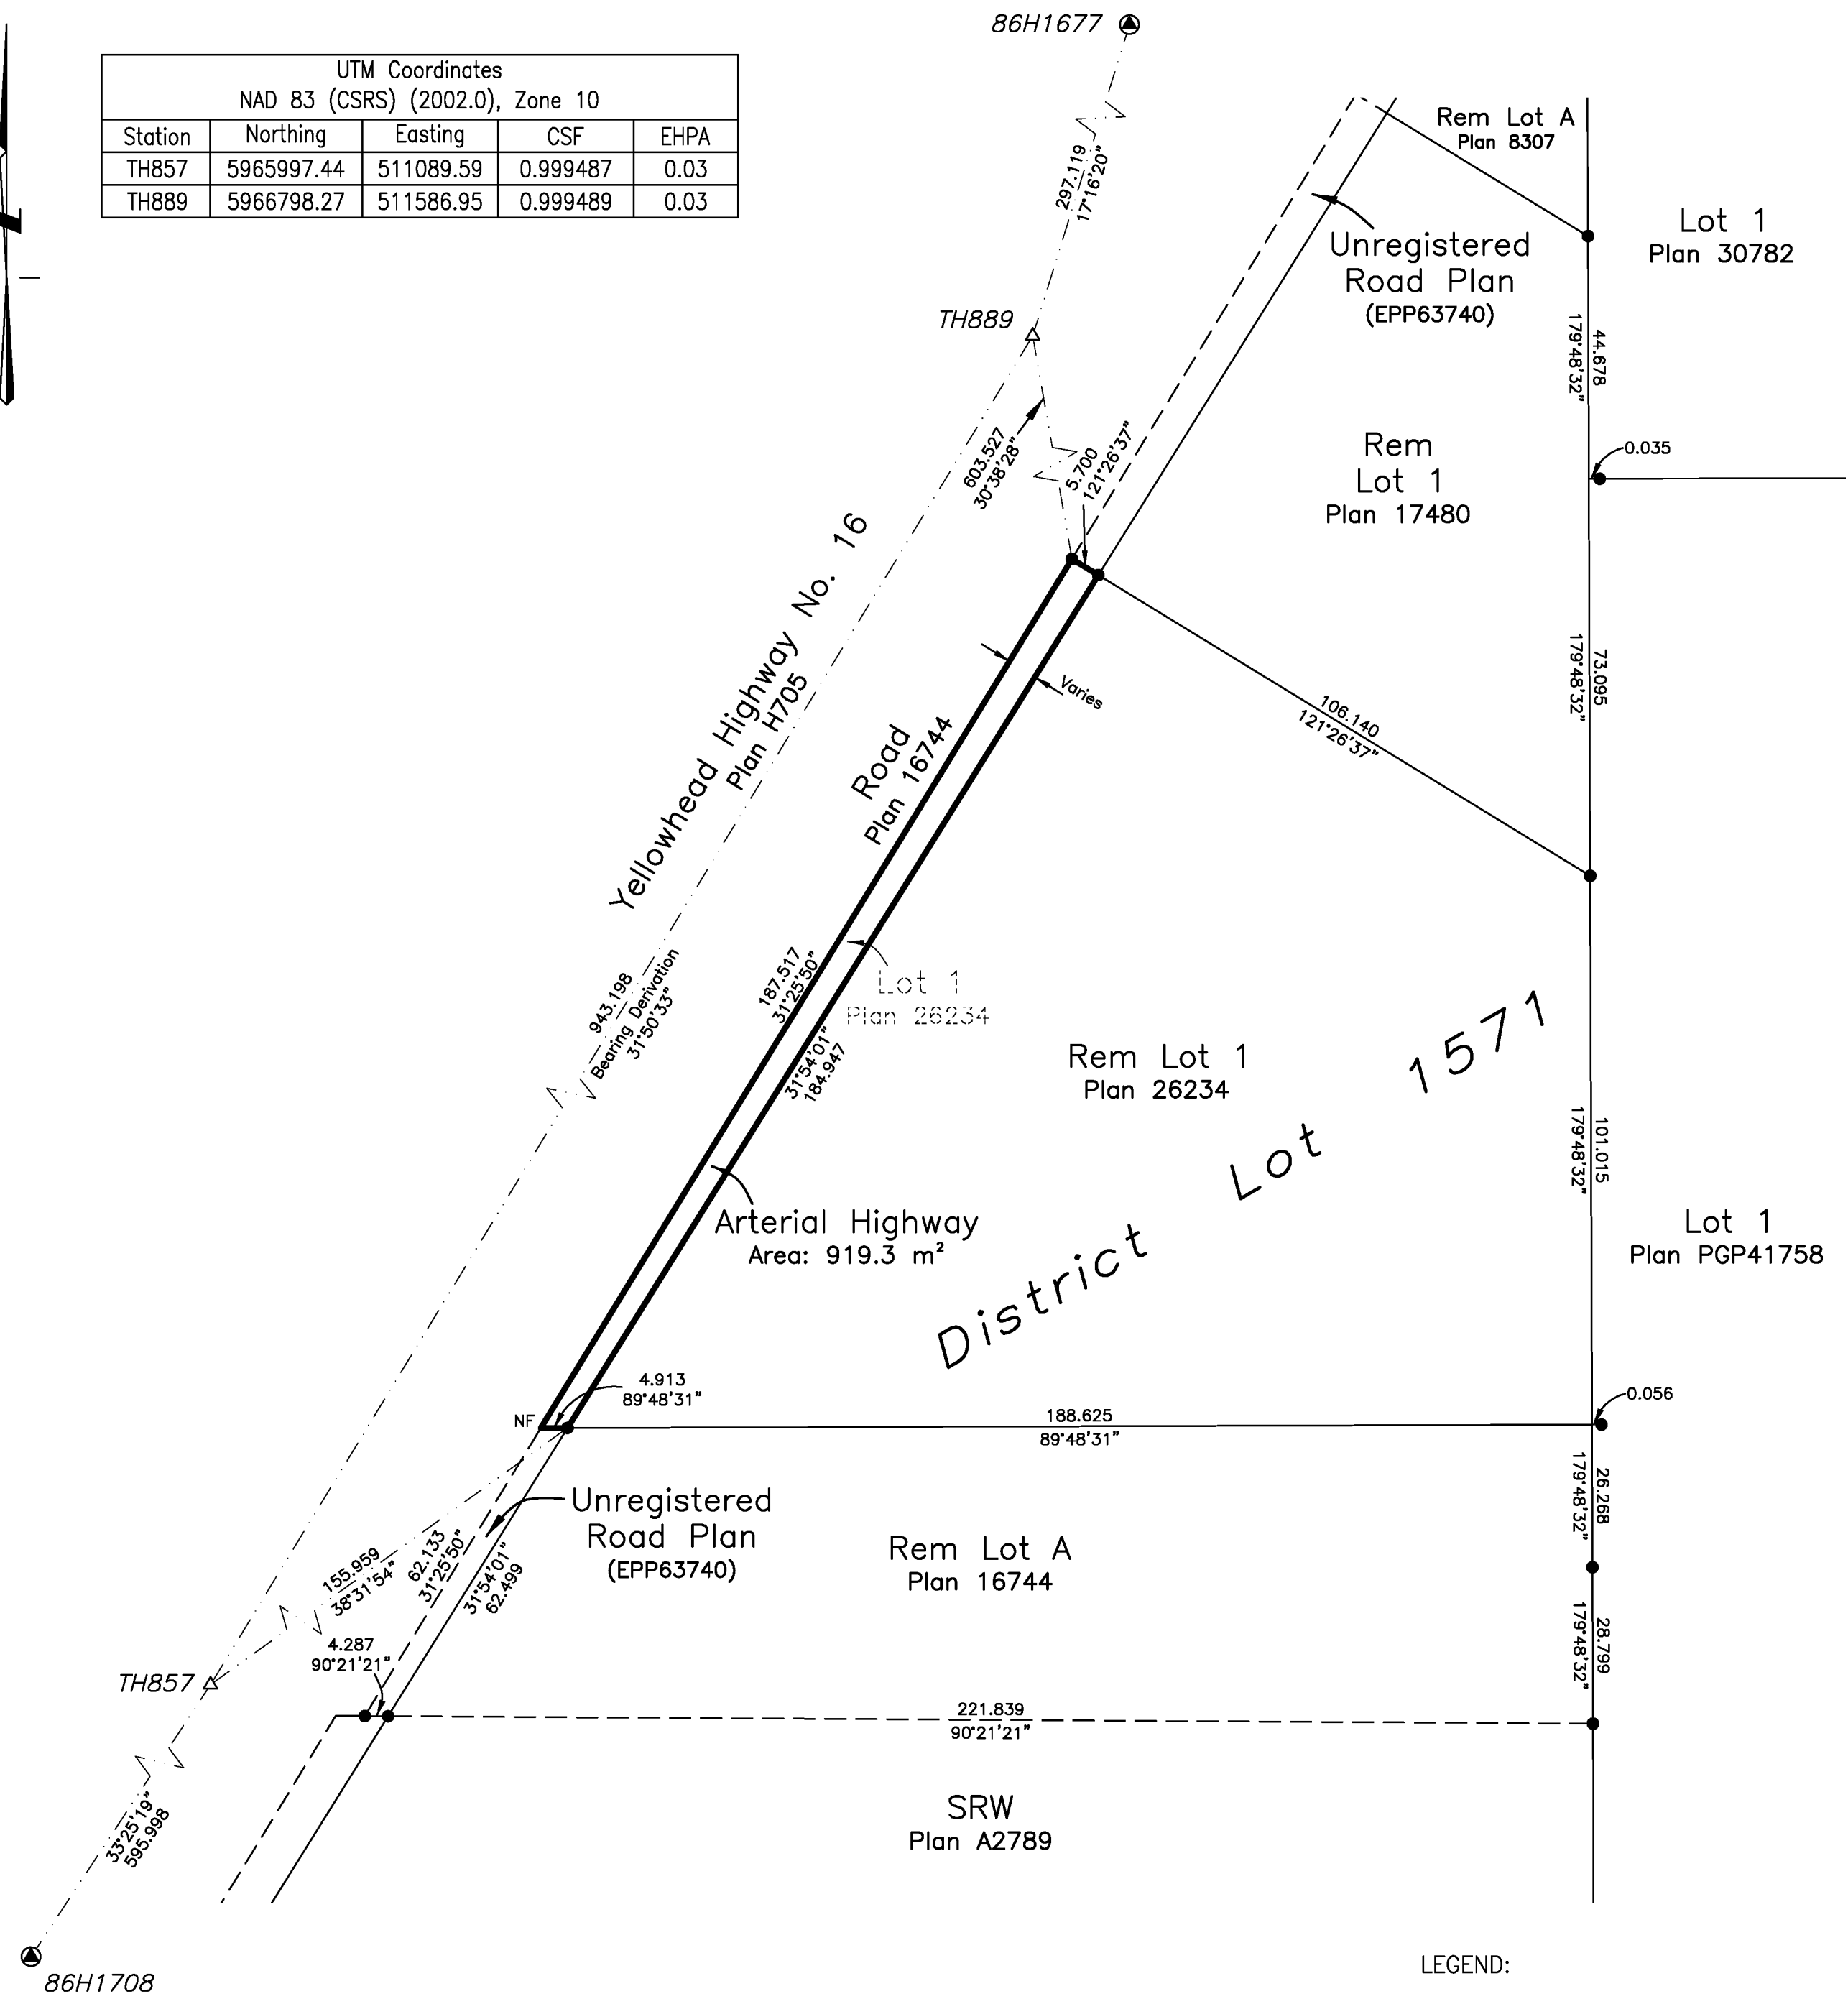 86H1677
UTM Coordinates
NAD 83 (CSRS) (2002.0), Zone 10
Station Northing Easting CSF EHPA
TH857 5965997.44 511089.59 0.999487 0.03
TH889 5966798.27 511586.95 0.999489 0.03
Rem Lot A
Plan 8307
297.119
17°16'20"
Lot 1
Plan 30782
Unregistered
Road Plan
(EPP63740)
TH889
44.678
179°48'32"
603.527
30°38'28"
5.700
121°26'37"
Rem
Lot 1
Plan 17480
0.035
Yellowhead Highway No. 16
Plan H705
Road
Plan 16744
Varies
73.095
179°48'32"
106.140
121°26'37"
943.198
Bearing Derivation
31°50'33"
187.517
31°25'50"
Lot 1
Plan 26234
31°54'01"
184.947
Rem Lot 1
Plan 26234
District Lot 1571
101.015
179°48'32"
Arterial Highway
Area: 919.3 m²
Lot 1
Plan PGP41758
4.913
89°48'31"
NF
188.625
89°48'31"
0.056
26.268
179°48'32"
Unregistered
Road Plan
(EPP63740)
155.959
38°31'54"
62.133
31°25'50"
31°54'01"
62.499
Rem Lot A
Plan 16744
28.799
179°48'32"
4.287
90°21'21"
TH857
221.839
90°21'21"
SRW
Plan A2789
33°25'19"
595.998
LEGEND:
86H1708